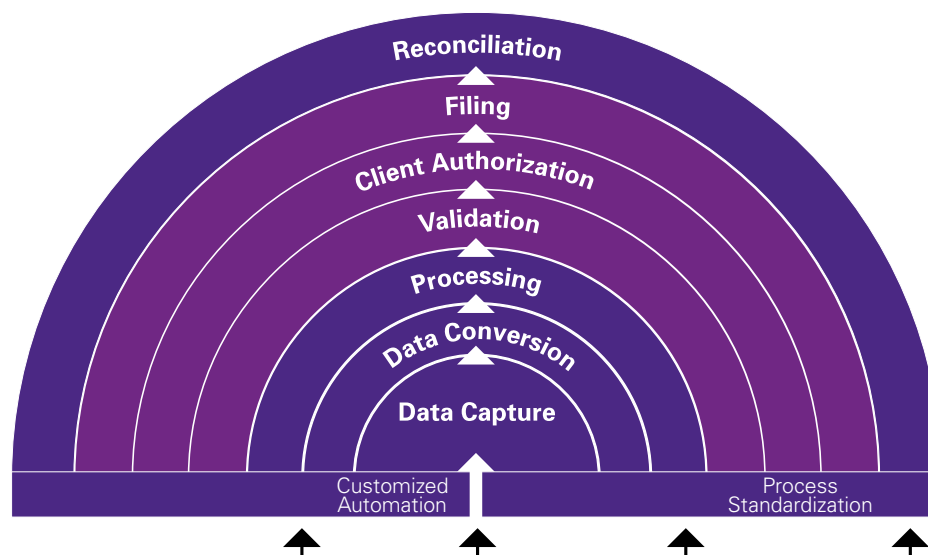 Reconciliation
Filing
Client Authorization
Validation
Processing
Data Conversion
Data Capture
Customized
Automation
Process
Standardization